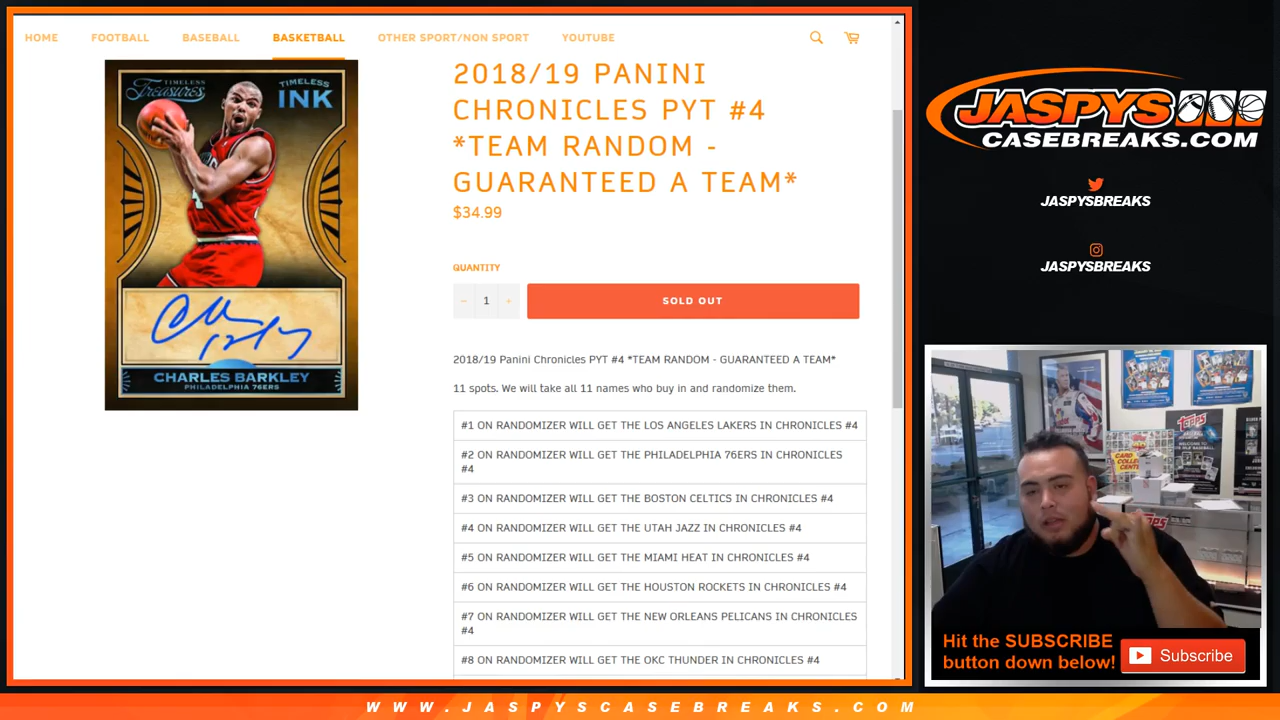 HOME FOOTBALL BASEBALL BASKETBALL OTHER SPORT/NON SPORT YOUTUBE
TIMELESS
Treasures
TIMELESS
INK
CHARLES BARKLEY
PHILADELPHIA 76ERS
2018/19 PANINI
CHRONICLES PYT #4
*TEAM RANDOM -
GUARANTEED A TEAM*
$34.99
QUANTITY
− 1 +
SOLD OUT
2018/19 Panini Chronicles PYT #4 *TEAM RANDOM - GUARANTEED A TEAM*
11 spots. We will take all 11 names who buy in and randomize them.
#1 ON RANDOMIZER WILL GET THE LOS ANGELES LAKERS IN CHRONICLES #4
#2 ON RANDOMIZER WILL GET THE PHILADELPHIA 76ERS IN CHRONICLES
#4
#3 ON RANDOMIZER WILL GET THE BOSTON CELTICS IN CHRONICLES #4
#4 ON RANDOMIZER WILL GET THE UTAH JAZZ IN CHRONICLES #4
#5 ON RANDOMIZER WILL GET THE MIAMI HEAT IN CHRONICLES #4
#6 ON RANDOMIZER WILL GET THE HOUSTON ROCKETS IN CHRONICLES #4
#7 ON RANDOMIZER WILL GET THE NEW ORLEANS PELICANS IN CHRONICLES
#4
#8 ON RANDOMIZER WILL GET THE OKC THUNDER IN CHRONICLES #4
JASPYS
CASEBREAKS.COM
JASPYSBREAKS
JASPYSBREAKS
Topps
CARD
COLLECTING
CENTER
Topps
Hit the SUBSCRIBE
button down below!
Subscribe
WWW.JASPYSCASEBREAKS.COM